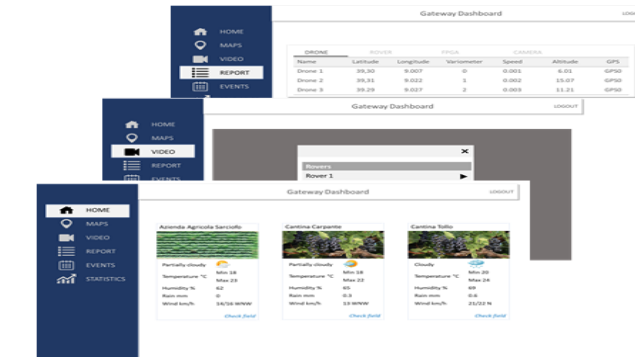 Gateway Dashboard
HOME
MAPS
VIDEO
REPORT
EVENTS
DRONE ROVER FPGA CAMERA
Name Latitude Longitude Variometer Speed Altitude GPS
Drone 1 39,30 9.007 0 0.001 6.01 GPS0
Drone 2 39,31 9.022 1 0.002 15.07 GPS0
Drone 3 39.29 9.027 2 0.003 11.21 GPS0
Gateway Dashboard LOGOUT
HOME
MAPS
VIDEO
REPORT
EVENTS
Rovers
Rover 1
Gateway Dashboard LOGOUT
HOME
MAPS
VIDEO
REPORT
EVENTS
STATISTICS
Azienda Agricola Sarciofo
Partially cloudy
Temperature °C Min 18
Max 23
Humidity % 62
Rain mm 0
Wind km/h 16/16 WNW
Check field
Cantina Carpante
Partially cloudy
Temperature °C Min 18
Max 22
Humidity % 65
Rain mm 0.3
Wind km/h 13 WNW
Check field
Cantina Tollo
Cloudy
Temperature °C Min 20
Max 24
Humidity % 69
Rain mm 0.6
Wind km/h 21/22 N
Check field